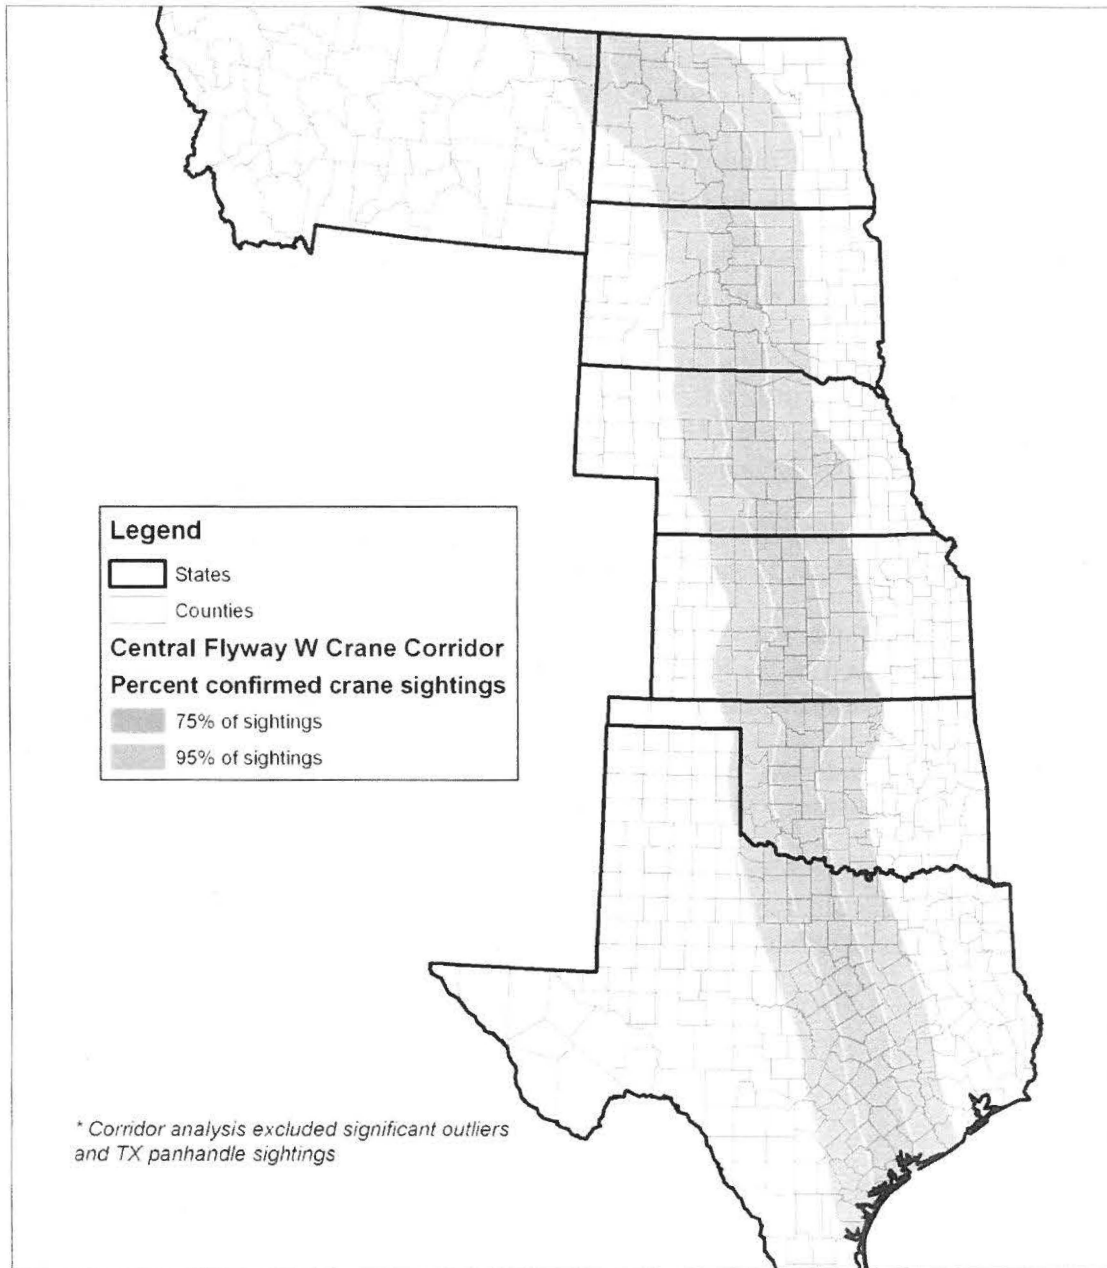 Legend
States
Counties
Central Flyway W Crane Corridor
Percent confirmed crane sightings
75% of sightings
95% of sightings
* Corridor analysis excluded significant outliers
and TX panhandle sightings